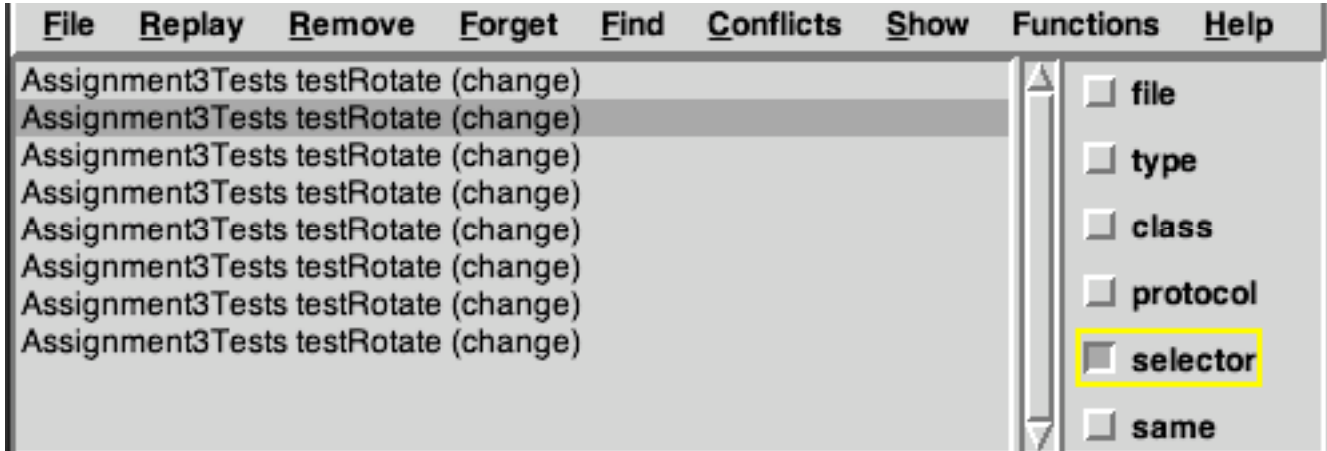 File Replay Remove Forget Find Conflicts Show Functions Help
Assignment3Tests testRotate (change)
Assignment3Tests testRotate (change)
Assignment3Tests testRotate (change)
Assignment3Tests testRotate (change)
Assignment3Tests testRotate (change)
Assignment3Tests testRotate (change)
Assignment3Tests testRotate (change)
Assignment3Tests testRotate (change)
file
type
class
protocol
selector
same